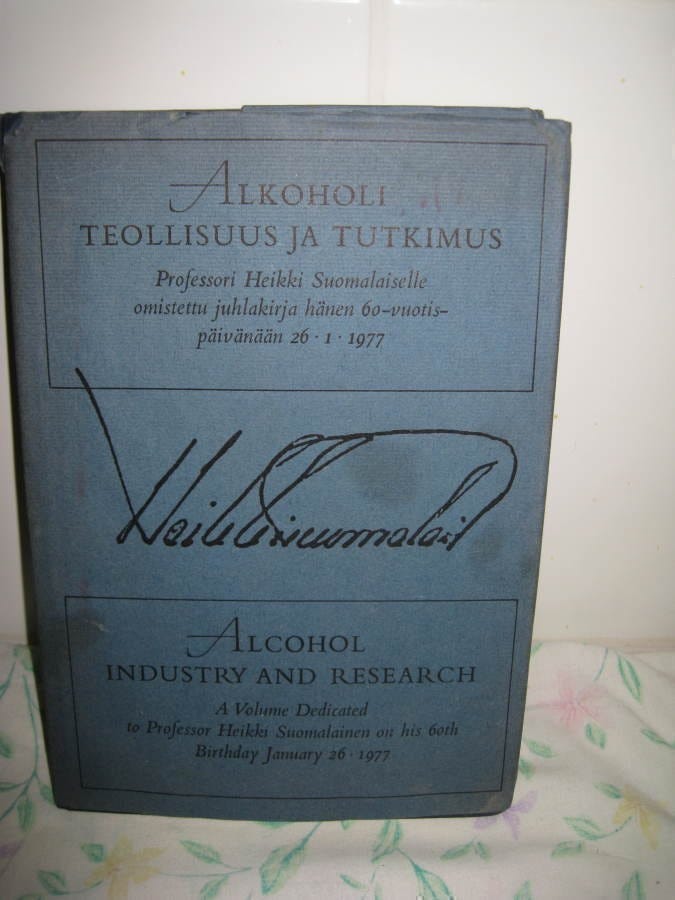 ALKOHOLI
TEOLLISUUS JA TUTKIMUS
Professori Heikki Suomalaiselle
omistettu juhlakirja hänen 60-vuotis-
päivänään 26 · 1 · 1977
Heikki Suomalain
ALCOHOL
INDUSTRY AND RESEARCH
A Volume Dedicated
to Professor Heikki Suomalainen on his 60th
Birthday January 26 · 1977